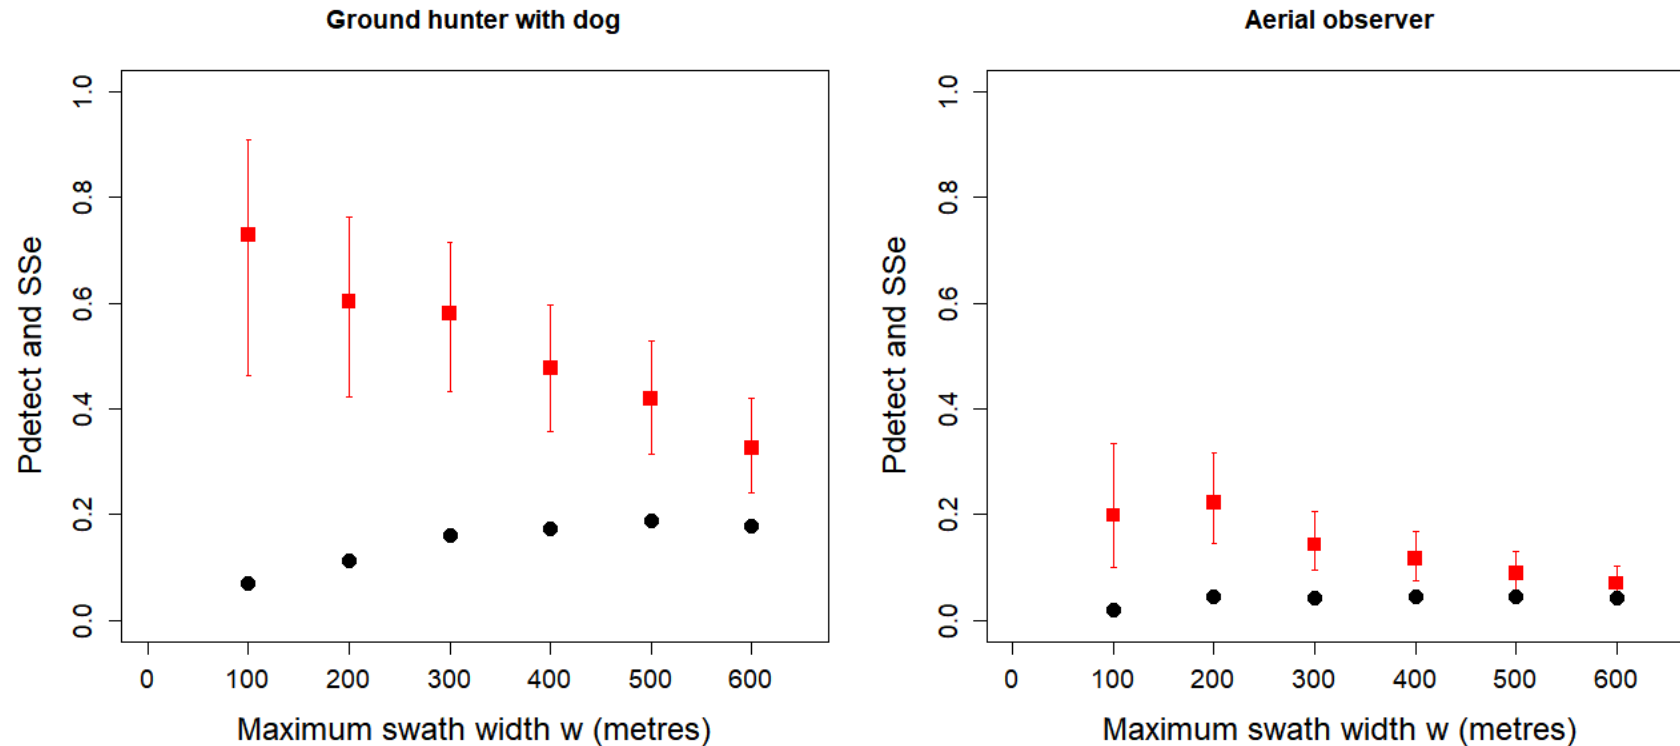 Ground hunter with dog
Pdetect and SSe
1.0
0.8
0.6
0.4
0.2
0.0
0 100 200 300 400 500 600
Maximum swath width w (metres)
Aerial observer
Pdetect and SSe
1.0
0.8
0.6
0.4
0.2
0.0
0 100 200 300 400 500 600
Maximum swath width w (metres)